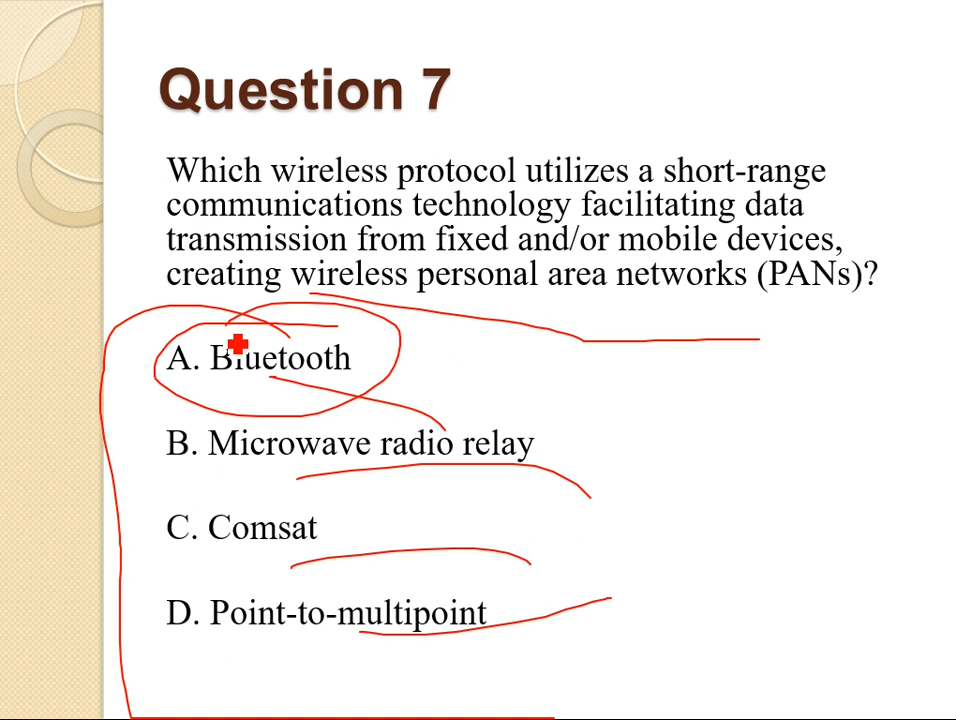 Question 7
Which wireless protocol utilizes a short-range
communications technology facilitating data
transmission from fixed and/or mobile devices,
creating wireless personal area networks (PANs)?
A. Bluetooth
B. Microwave radio relay
C. Comsat
D. Point-to-multipoint